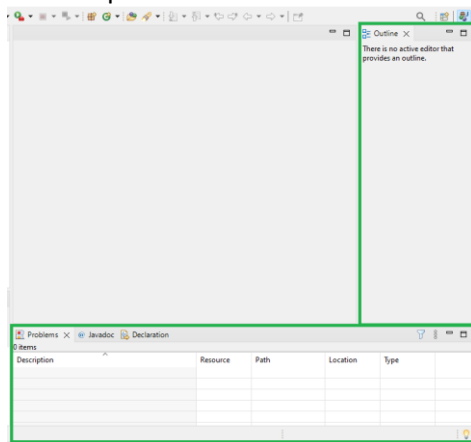 Outline
There is no active editor that
provides an outline.
Problems
Javadoc
Declaration
0 items
Description
Resource
Path
Location
Type